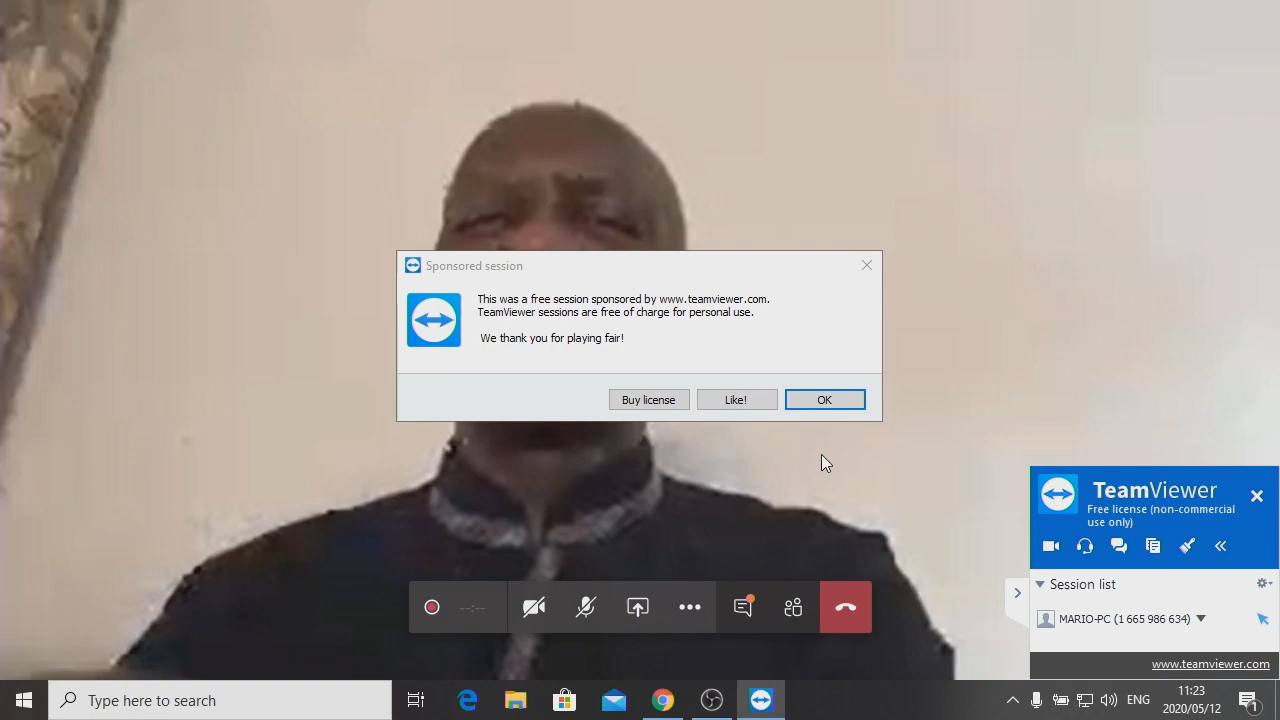 Sponsored session
This was a free session sponsored by www.teamviewer.com.
TeamViewer sessions are free of charge for personal use.
We thank you for playing fair!
Buy license
Like!
OK
TeamViewer
Free license (non-commercial
use only)
Session list
MARIO-PC (1 665 986 634)
www.teamviewer.com
--:--
Type here to search
ENG
11:23
2020/05/12
1